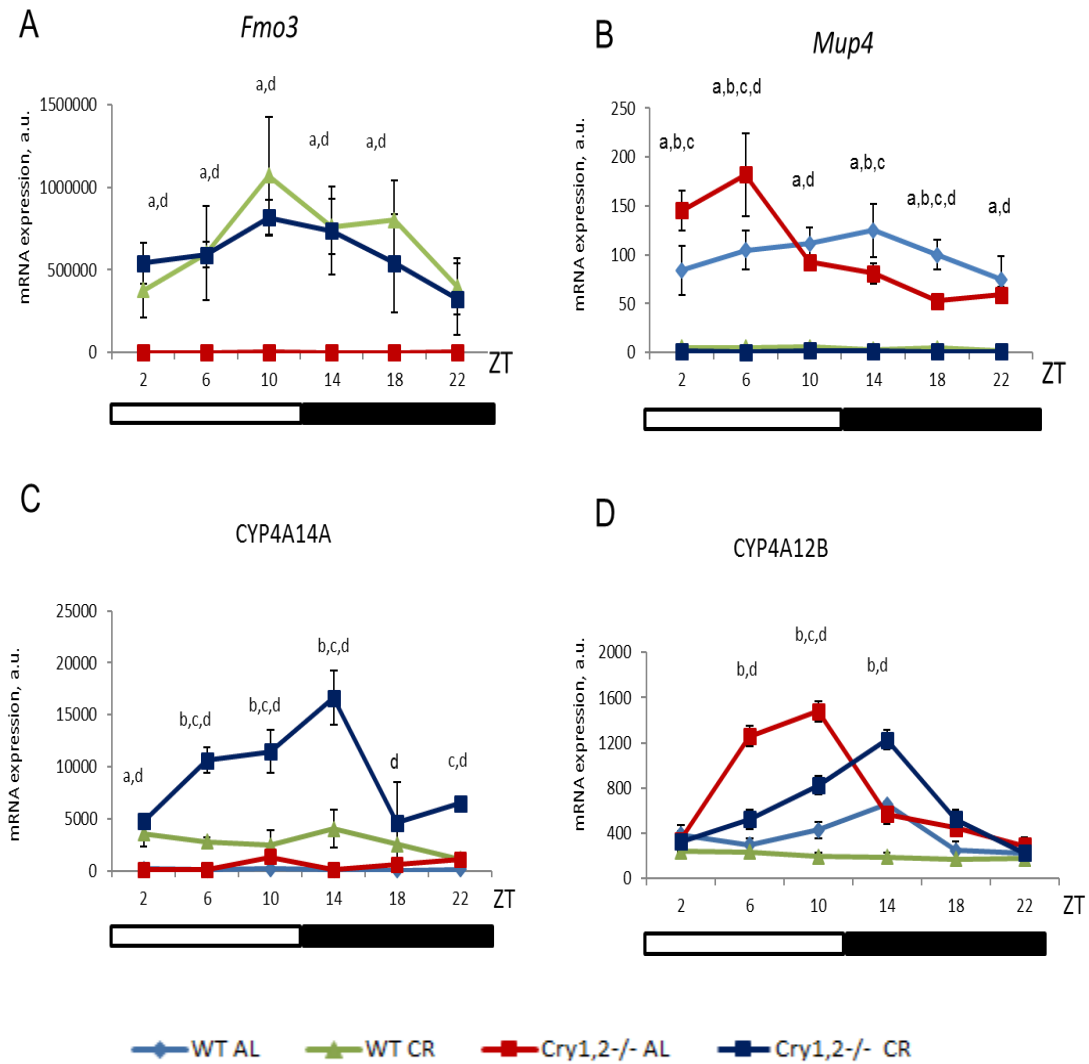 A
Fmo3
mRNA expression, a.u.
1500000
1000000
500000
0
a,d
a,d
a,d
a,d
a,d
2 6 10 14 18 22 ZT
B
Mup4
mRNA expression, a.u.
250
200
150
100
50
0
a,b,c
a,b,c,d
a,d
a,b,c
a,b,c,d
a,d
2 6 10 14 18 22 ZT
C
CYP4A14A
mRNA expression, a.u.
25000
20000
15000
10000
5000
0
a,d
b,c,d
b,c,d
b,c,d
d
c,d
2 6 10 14 18 22 ZT
D
CYP4A12B
mRNA expression, a.u.
2000
1600
1200
800
400
0
b,d
b,c,d
b,d
2 6 10 14 18 22 ZT
WT AL WT CR Cry1,2-/- AL Cry1,2-/- CR